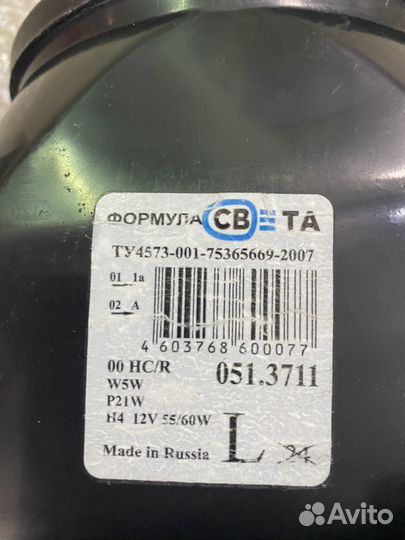 ФОРМУЛА СВЕТА
ТУ4573-001-75365669-2007
01 1а
02 А
4 603768 600077
00 HC/R
051.3711
W5W
P21W
H4 12V 55/60W
L
Made in Russia
Avito